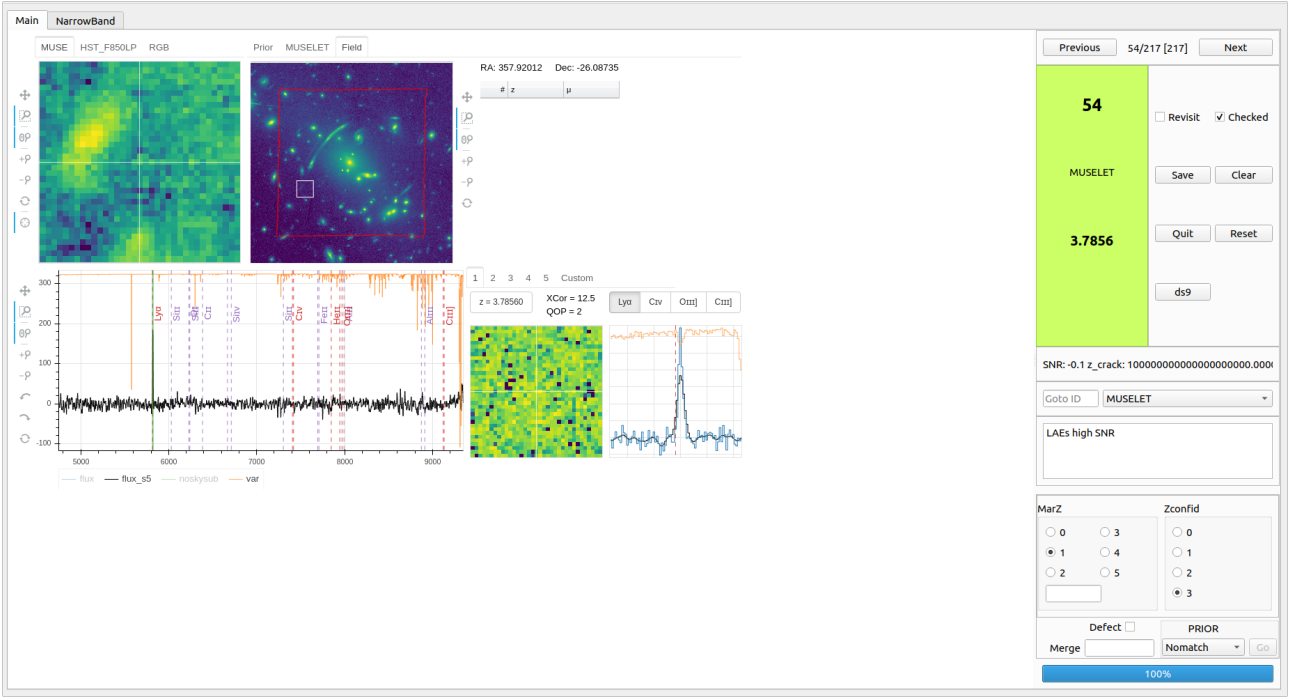 Main NarrowBand
MUSE HST_F850LP RGB
Prior MUSELET Field
RA: 357.92012 Dec: -26.08735
# z μ
300
200
100
0
-100
5000 6000 7000 8000 9000
Lyα SiII CII SiIV CIV FeII HeII AlIII CIII]
flux flux_s5 noskysub var
1 2 3 4 5 Custom
z = 3.78560
XCor = 12.5
QOP = 2
Lyα CIV OIII] CIII]
Previous 54/217 [217] Next
54
MUSELET
3.7856
Revisit Checked
Save Clear
Quit Reset
ds9
SNR: -0.1 z_crack: 10000000000000000000.000
Goto ID MUSELET
LAEs high SNR
MarZ
0 3
1 4
2 5
Zconfid
0
1
2
3
Defect
Merge
PRIOR
Nomatch Go
100%